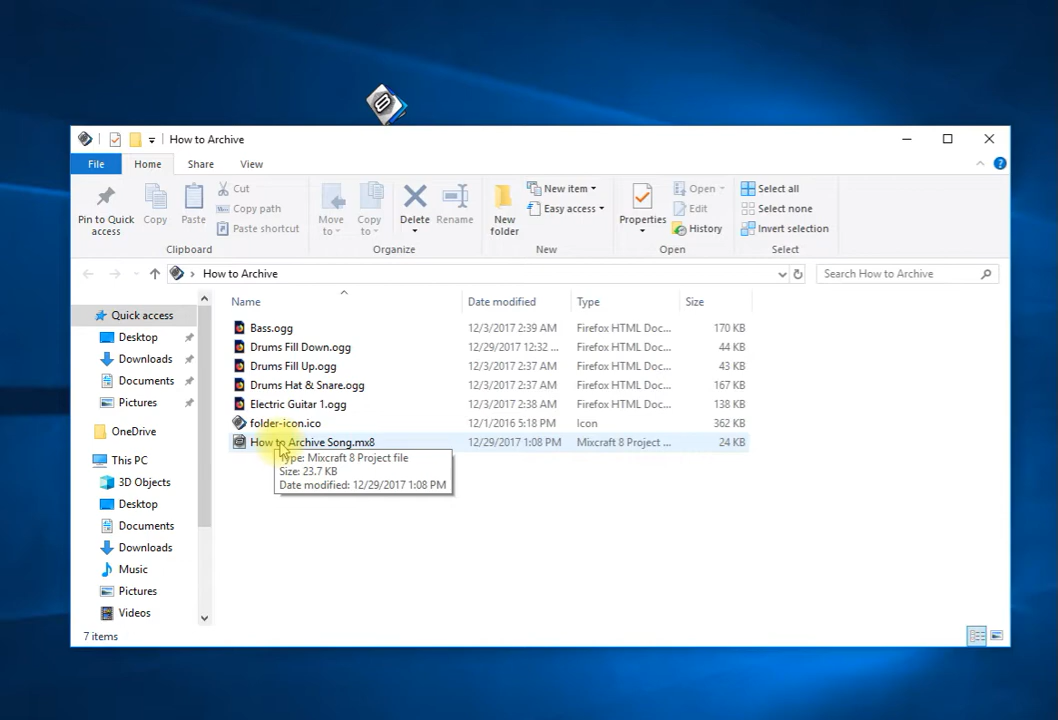 How to Archive
File Home Share View
Pin to Quick access
Copy
Paste
Cut
Copy path
Paste shortcut
Clipboard
Move to
Copy to
Delete
Rename
Organize
New folder
New item
Easy access
New
Properties
Open
Edit
History
Open
Select all
Select none
Invert selection
Select
How to Archive
Search How to Archive
Quick access
Desktop
Downloads
Documents
Pictures
OneDrive
This PC
3D Objects
Desktop
Documents
Downloads
Music
Pictures
Videos
Name Date modified Type Size
Bass.ogg 12/3/2017 2:39 AM Firefox HTML Doc... 170 KB
Drums Fill Down.ogg 12/29/2017 12:32 ... Firefox HTML Doc... 44 KB
Drums Fill Up.ogg 12/3/2017 2:37 AM Firefox HTML Doc... 43 KB
Drums Hat & Snare.ogg 12/3/2017 2:37 AM Firefox HTML Doc... 167 KB
Electric Guitar 1.ogg 12/3/2017 2:38 AM Firefox HTML Doc... 138 KB
folder-icon.ico 12/1/2016 5:18 PM Icon 362 KB
How to Archive Song.mx8 12/29/2017 1:08 PM Mixcraft 8 Project ... 24 KB
Type: Mixcraft 8 Project file
Size: 23.7 KB
Date modified: 12/29/2017 1:08 PM
7 items